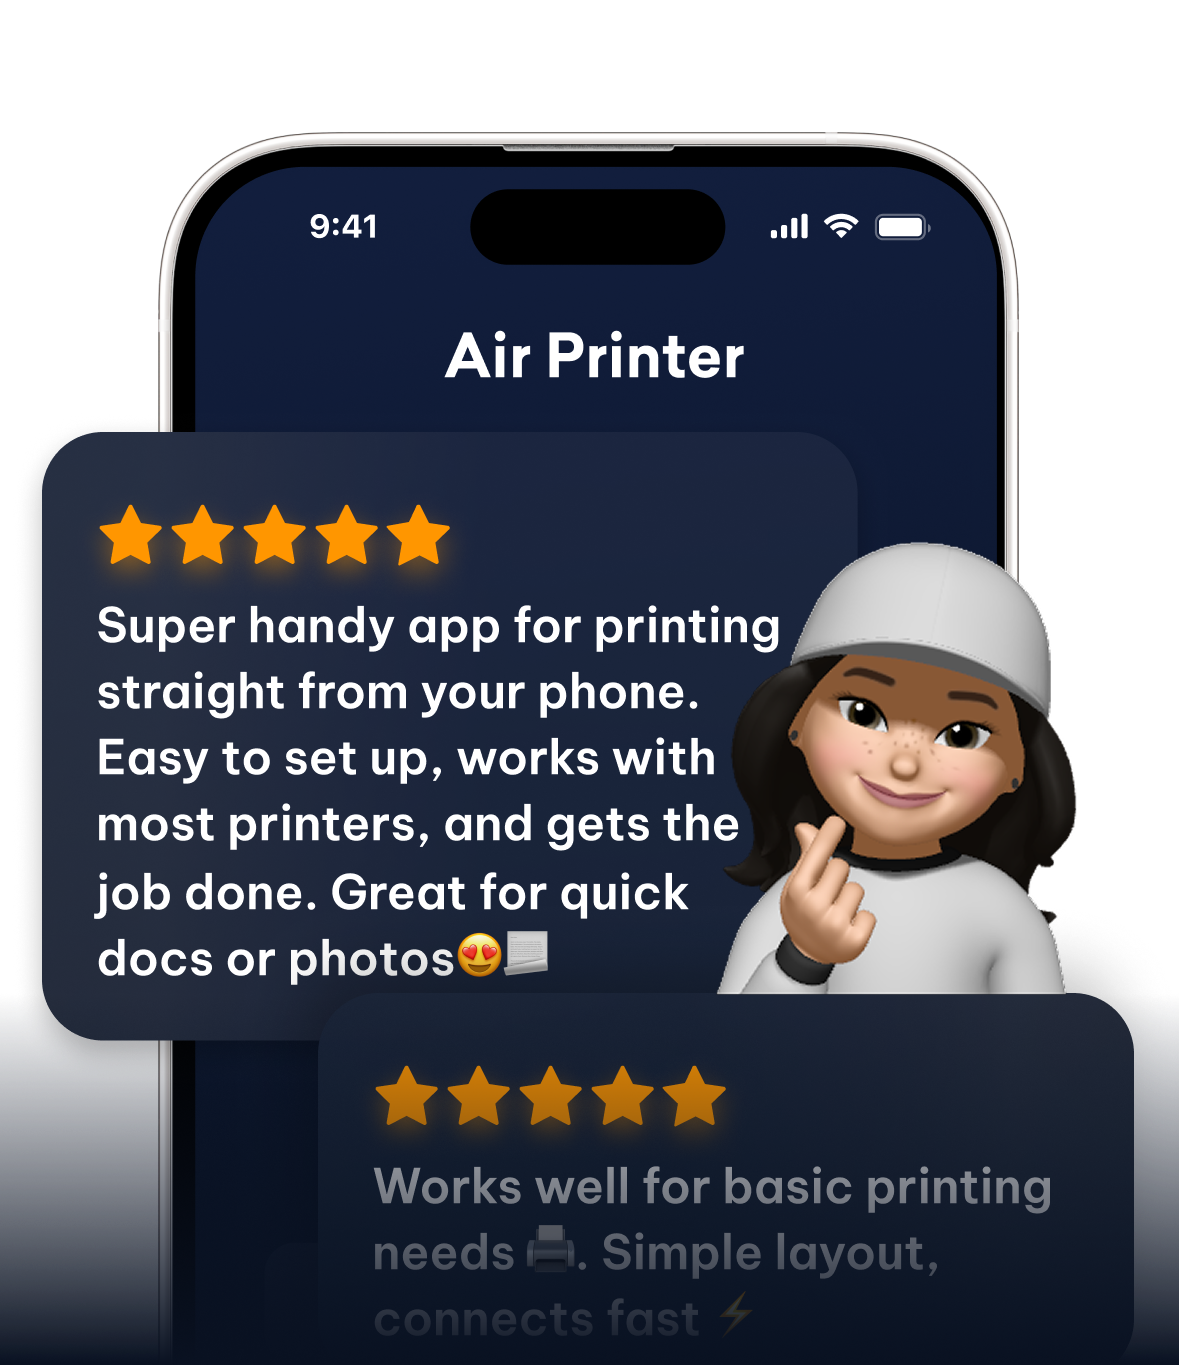 9:41
Air Printer
Super handy app for printing
straight from your phone.
Easy to set up, works with
most printers, and gets the
job done. Great for quick
docs or photos😍📃
Works well for basic printing
needs 🖨️. Simple layout,
connects fast ⚡